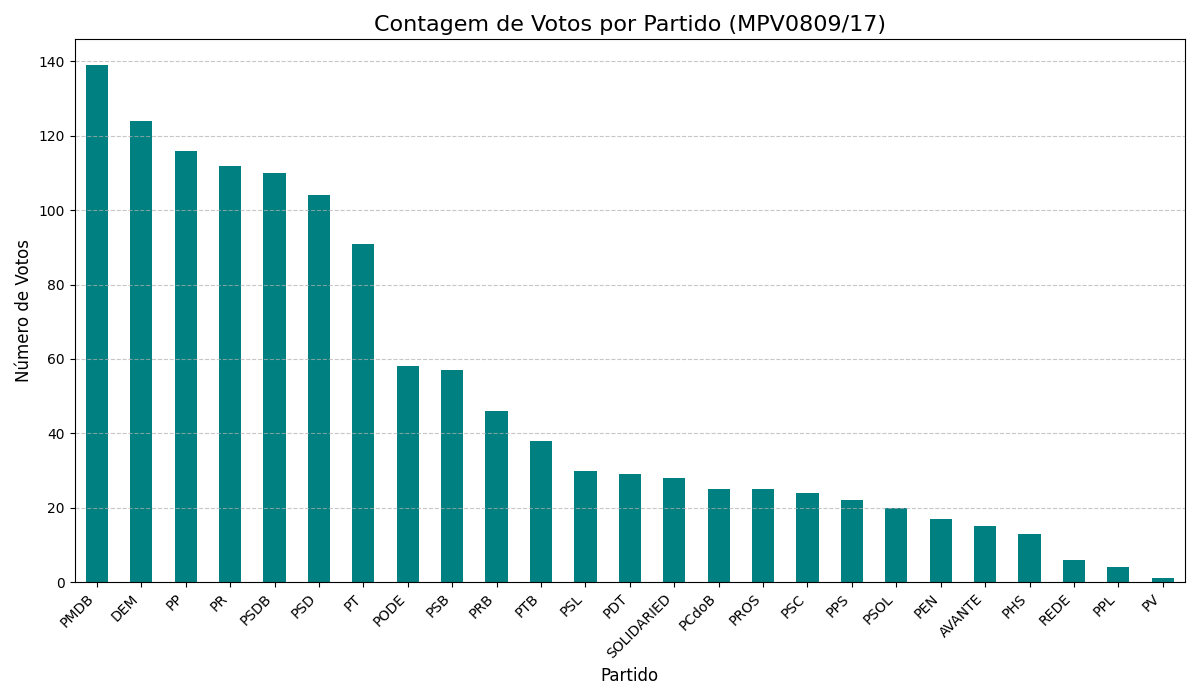 Contagem de Votos por Partido (MPV0809/17)
Número de Votos
140
120
100
80
60
40
20
0
PMDB
DEM
PP
PR
PSDB
PSD
PT
PODE
PSB
PRB
PTB
PSL
PDT
SOLIDARIED
PCdoB
PROS
PSC
PPS
PSOL
PEN
AVANTE
PHS
REDE
PPL
PV
Partido